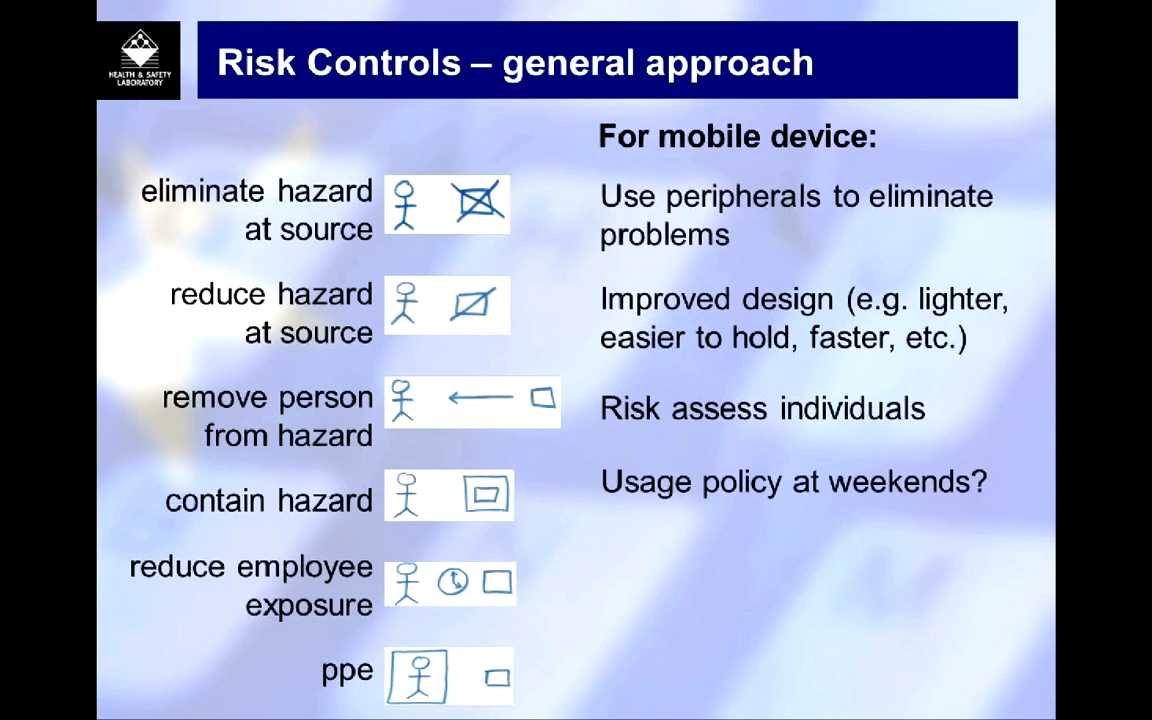 HEALTH & SAFETY
LABORATORY
Risk Controls – general approach
For mobile device:
eliminate hazard
at source
Use peripherals to eliminate
problems
reduce hazard
at source
Improved design (e.g. lighter,
easier to hold, faster, etc.)
remove person
from hazard
Risk assess individuals
contain hazard
Usage policy at weekends?
reduce employee
exposure
ppe